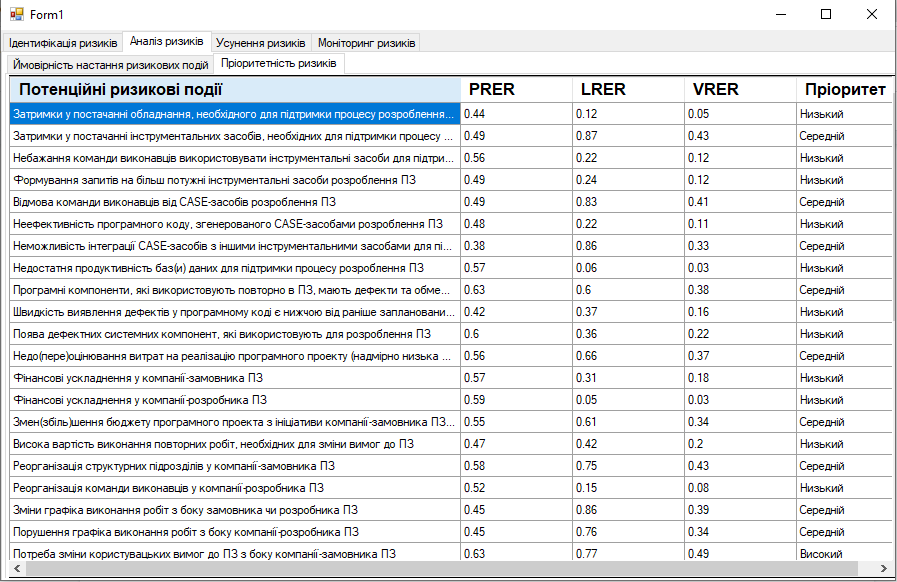 Form1
Ідентифікація ризиків Аналіз ризиків Усунення ризиків Моніторинг ризиків
Ймовірність настання ризикових подій Пріоритетність ризиків
Потенційні ризикові події PRER LRER VRER Пріоритет
Затримки у постачанні обладнання, необхідного для підтримки процесу розроблення... 0.44 0.12 0.05 Низький
Затримки у постачанні інструментальних засобів, необхідних для підтримки процесу ... 0.49 0.87 0.43 Середній
Небажання команди виконавців використовувати інструментальні засоби для підтри... 0.56 0.22 0.12 Низький
Формування запитів на більш потужні інструментальні засоби розроблення ПЗ 0.49 0.24 0.12 Низький
Відмова команди виконавців від CASE-засобів розроблення ПЗ 0.49 0.83 0.41 Середній
Неефективність програмного коду, згенерованого CASE-засобами розроблення ПЗ 0.48 0.22 0.11 Низький
Неможливість інтеграції CASE-засобів з іншими інструментальними засобами для пі... 0.38 0.86 0.33 Середній
Недостатня продуктивність баз(и) даних для підтримки процесу розроблення ПЗ 0.57 0.06 0.03 Низький
Програмні компоненти, які використовують повторно в ПЗ, мають дефекти та обме... 0.63 0.6 0.38 Середній
Швидкість виявлення дефектів у програмному коді є нижчою від раніше заплановани... 0.42 0.37 0.16 Низький
Поява дефектних системних компонент, які використовують для розроблення ПЗ 0.6 0.36 0.22 Низький
Недо(пере)оцінювання витрат на реалізацію програмного проекту (надмірно низька ... 0.56 0.66 0.37 Середній
Фінансові ускладнення у компанії-замовника ПЗ 0.57 0.31 0.18 Низький
Фінансові ускладнення у компанії-розробника ПЗ 0.59 0.05 0.03 Низький
Змен(збіль)шення бюджету програмного проекта з ініціативи компанії-замовника ПЗ... 0.55 0.61 0.34 Середній
Висока вартість виконання повторних робіт, необхідних для зміни вимог до ПЗ 0.47 0.42 0.2 Низький
Реорганізація структурних підрозділів у компанії-замовника ПЗ 0.58 0.75 0.43 Середній
Реорганізація команди виконавців у компанії-розробника ПЗ 0.52 0.15 0.08 Низький
Зміни графіка виконання робіт з боку замовника чи розробника ПЗ 0.45 0.86 0.39 Середній
Порушення графіка виконання робіт з боку компанії-розробника ПЗ 0.45 0.76 0.34 Середній
Потреба зміни користувацьких вимог до ПЗ з боку компанії-замовника ПЗ 0.63 0.77 0.49 Високий